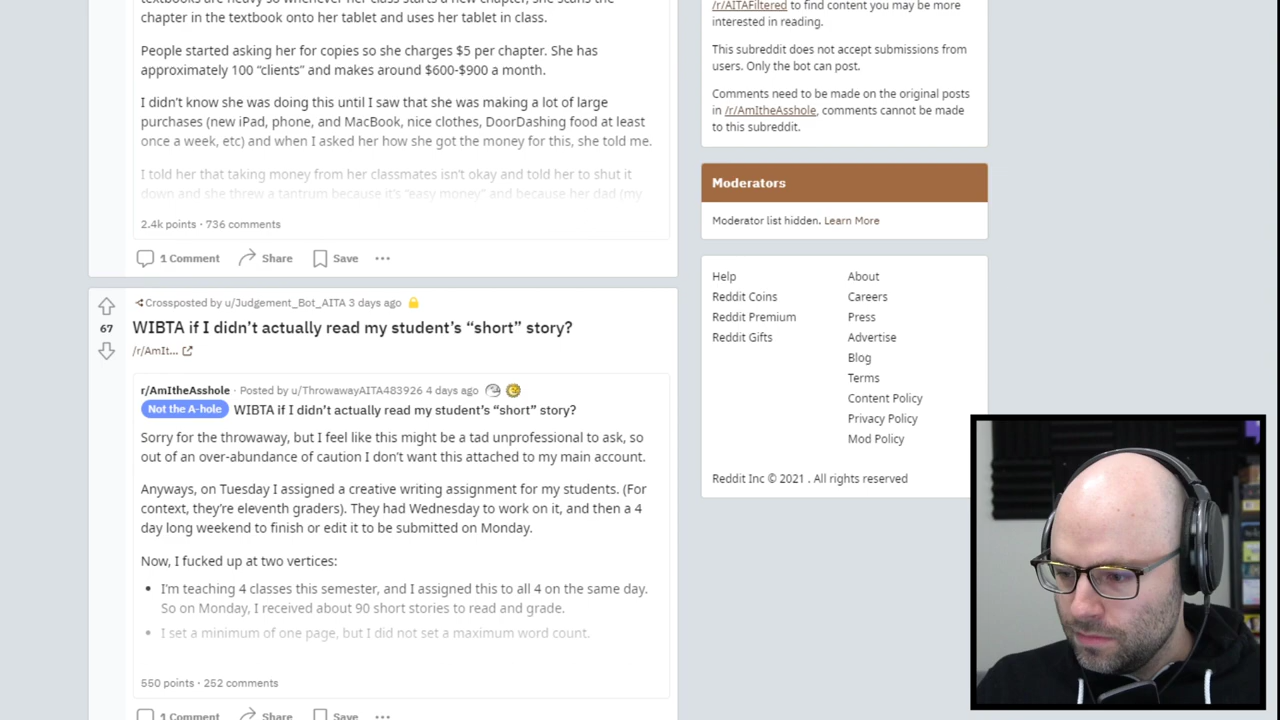 textbooks are heavy so whenever her class starts a new chapter, she scans the
chapter in the textbook onto her tablet and uses her tablet in class.
People started asking her for copies so she charges $5 per chapter. She has
approximately 100 “clients” and makes around $600-$900 a month.
I didn’t know she was doing this until I saw that she was making a lot of large
purchases (new iPad, phone, and MacBook, nice clothes, DoorDashing food at least
once a week, etc) and when I asked her how she got the money for this, she told me.
I told her that taking money from her classmates isn’t okay and told her to shut it
down and she threw a tantrum because it’s “easy money” and because her dad (my
2.4k points · 736 comments
1 Comment Share Save
Crossposted by u/Judgement_Bot_AITA 3 days ago
67
WIBTA if I didn’t actually read my student’s “short” story?
/r/AmIt...
r/AmItheAsshole · Posted by u/ThrowawayAITA483926 4 days ago
Not the A-hole WIBTA if I didn’t actually read my student’s “short” story?
Sorry for the throwaway, but I feel like this might be a tad unprofessional to ask, so
out of an over-abundance of caution I don’t want this attached to my main account.
Anyways, on Tuesday I assigned a creative writing assignment for my students. (For
context, they’re eleventh graders). They had Wednesday to work on it, and then a 4
day long weekend to finish or edit it to be submitted on Monday.
Now, I fucked up at two vertices:
• I’m teaching 4 classes this semester, and I assigned this to all 4 on the same day.
So on Monday, I received about 90 short stories to read and grade.
• I set a minimum of one page, but I did not set a maximum word count.
550 points · 252 comments
1 Comment Share Save
/r/AITAFiltered to find content you may be more
interested in reading.
This subreddit does not accept submissions from
users. Only the bot can post.
Comments need to be made on the original posts
in /r/AmItheAsshole, comments cannot be made
to this subreddit.
Moderators
Moderator list hidden. Learn More
Help
Reddit Coins
Reddit Premium
Reddit Gifts
About
Careers
Press
Advertise
Blog
Terms
Content Policy
Privacy Policy
Mod Policy
Reddit Inc © 2021 . All rights reserved